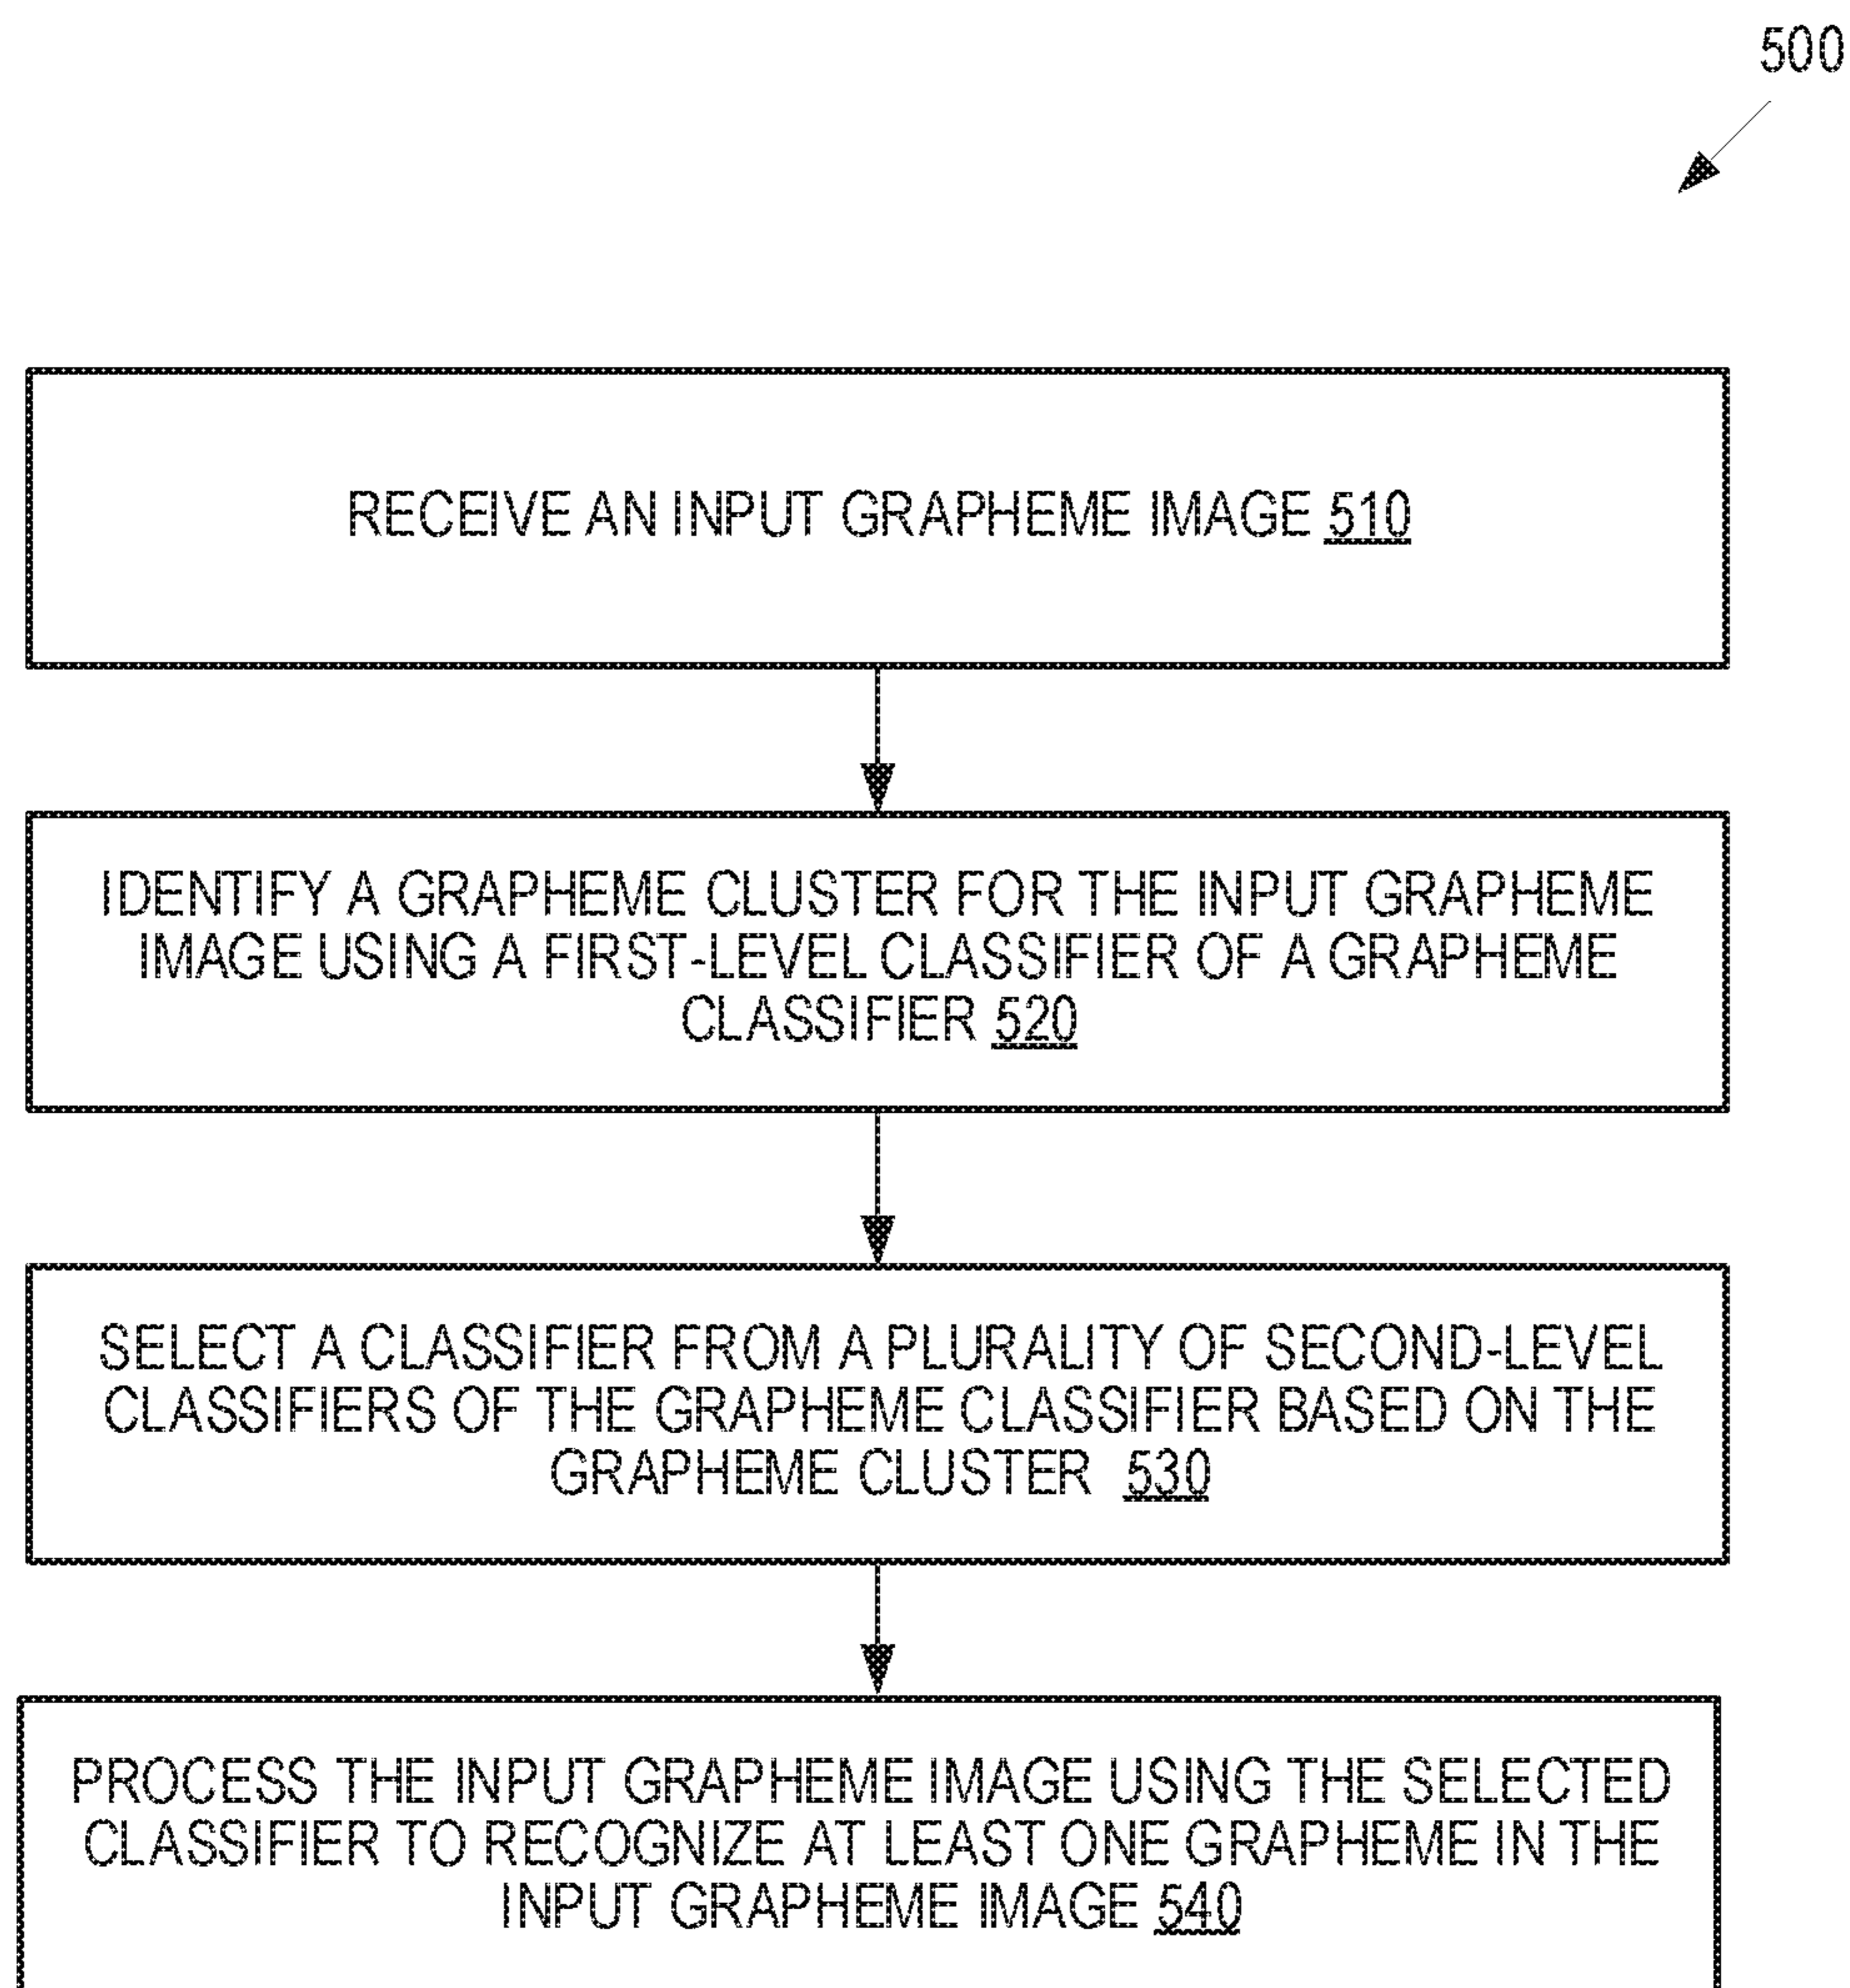 500
RECEIVE AN INPUT GRAPHEME IMAGE 510
IDENTIFY A GRAPHEME CLUSTER FOR THE INPUT GRAPHEME
IMAGE USING A FIRST-LEVEL CLASSIFIER OF A GRAPHEME
CLASSIFIER 520
SELECT A CLASSIFIER FROM A PLURALITY OF SECOND-LEVEL
CLASSIFIERS OF THE GRAPHEME CLASSIFIER BASED ON THE
GRAPHEME CLUSTER 530
PROCESS THE INPUT GRAPHEME IMAGE USING THE SELECTED
CLASSIFIER TO RECOGNIZE AT LEAST ONE GRAPHEME IN THE
INPUT GRAPHEME IMAGE 540